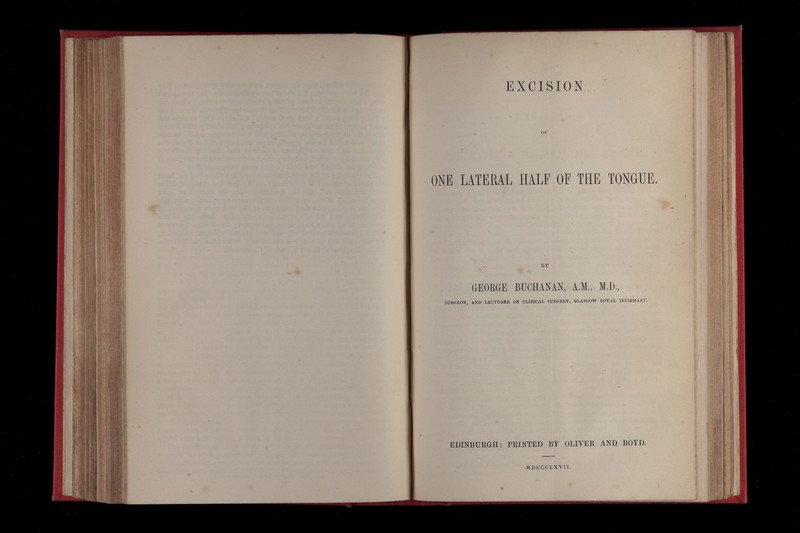 EXCISION
OF
ONE LATERAL HALF OF THE TONGUE.
BY
GEORGE BUCHANAN, A.M., M.D.,
SURGEON, AND LECTURER ON CLINICAL SURGERY, GLASGOW ROYAL INFIRMARY.
EDINBURGH: PRINTED BY OLIVER AND BOYD.
MDCCCLXVII.